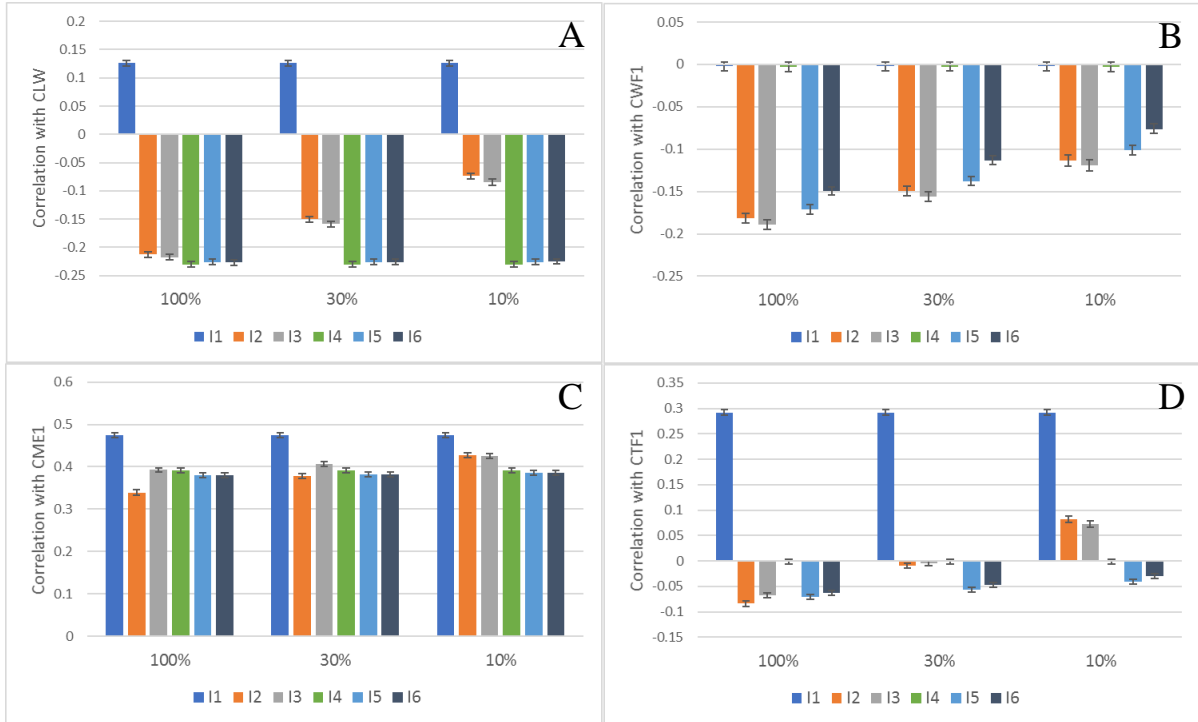 A
Correlation with CLW
0.2
0.15
0.1
0.05
0
-0.05
-0.1
-0.15
-0.2
-0.25
100% 30% 10%
I1 I2 I3 I4 I5 I6
B
Correlation with CWF1
0.05
0
-0.05
-0.1
-0.15
-0.2
-0.25
100% 30% 10%
I1 I2 I3 I4 I5 I6
C
Correlation with CME1
0.6
0.5
0.4
0.3
0.2
0.1
0
100% 30% 10%
I1 I2 I3 I4 I5 I6
D
Correlation with CTF1
0.35
0.3
0.25
0.2
0.15
0.1
0.05
0
-0.05
-0.1
-0.15
100% 30% 10%
I1 I2 I3 I4 I5 I6